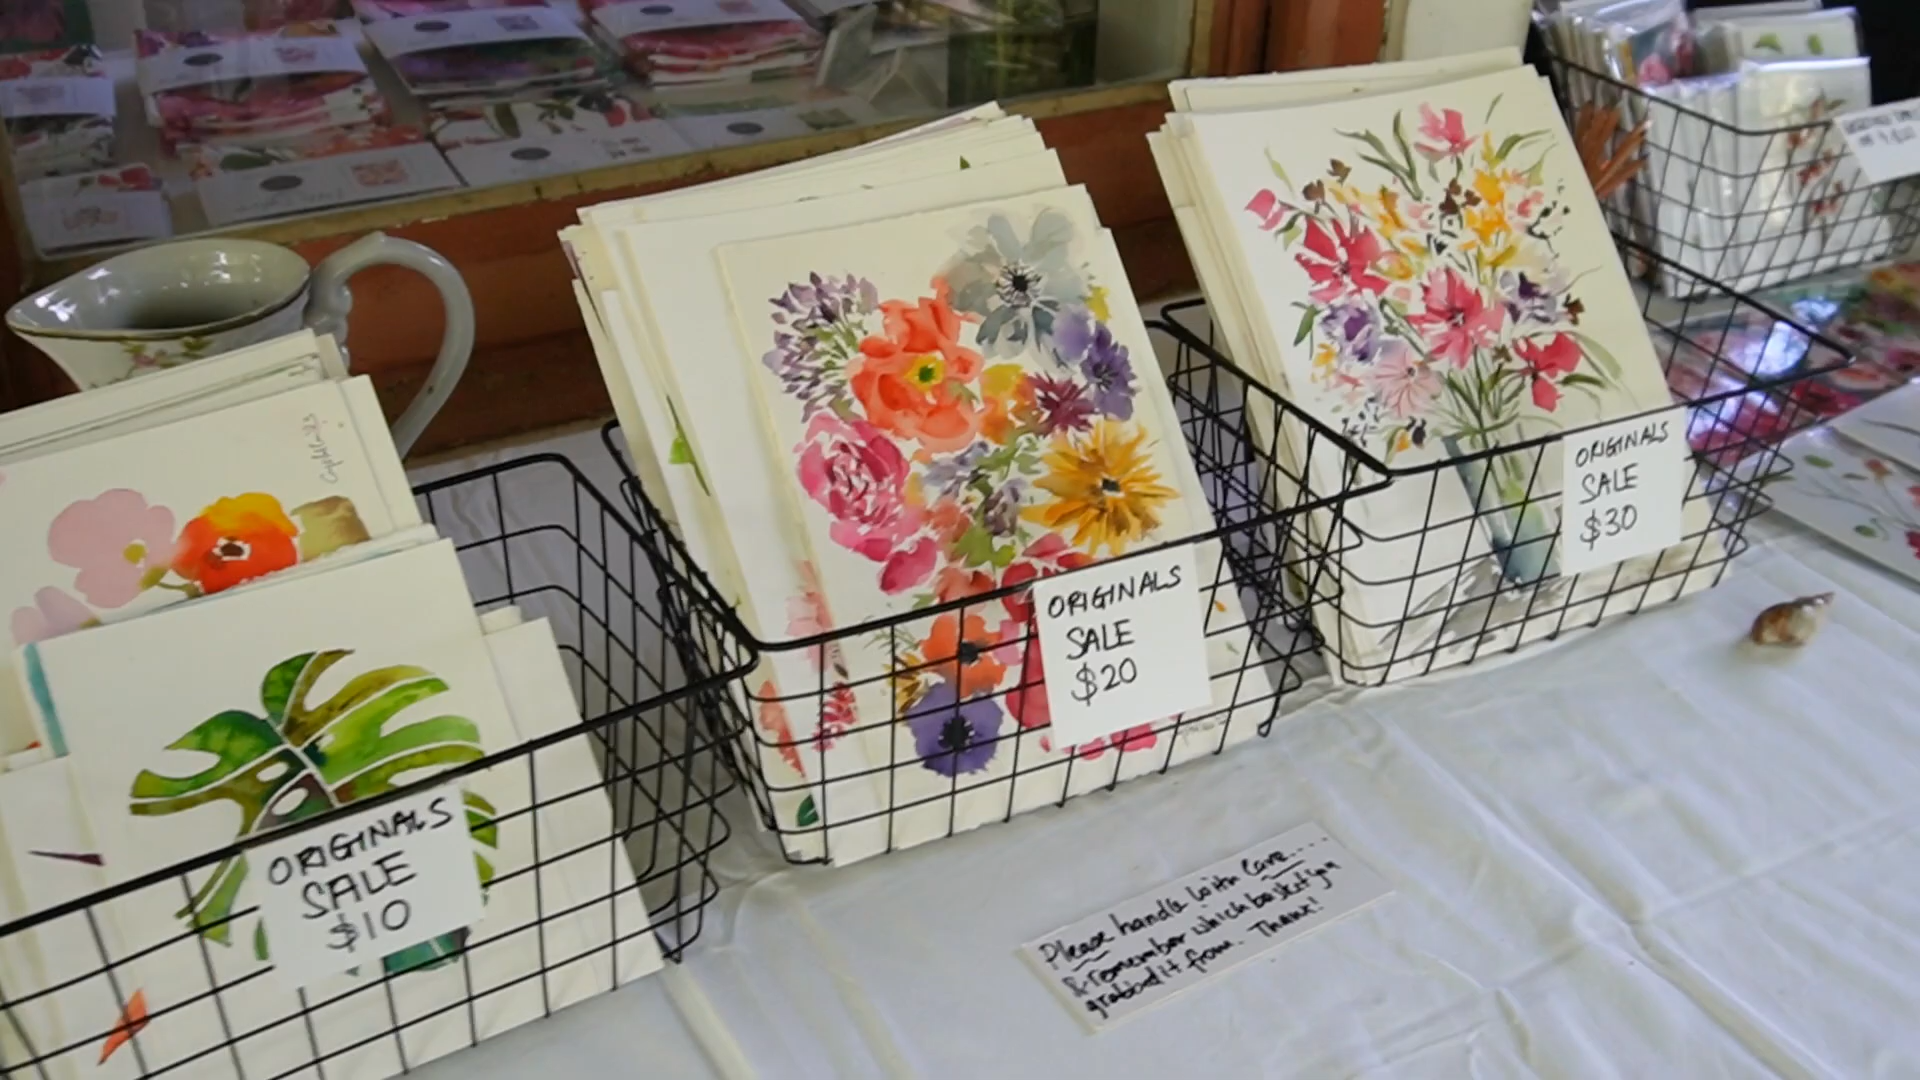 ORIGINALS
SALE
$10
ORIGINALS
SALE
$20
ORIGINALS
SALE
$30
Please handle with Care....
& remember which basket you
grabbed it from. Thanx!